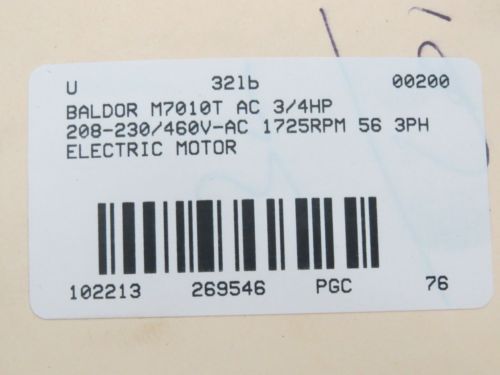 U 32lb 00200
BALDOR M7010T AC 3/4HP
208-230/460V-AC 1725RPM 56 3PH
ELECTRIC MOTOR
102213 269546 PGC 76